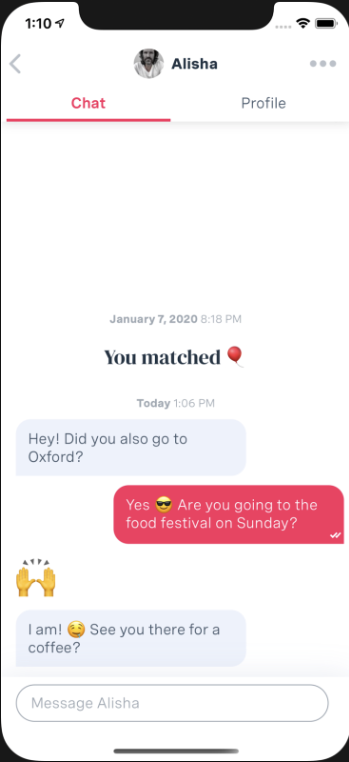 1:10
Alisha
Chat Profile
January 7, 2020 8:18 PM
You matched 🎈
Today 1:06 PM
Hey! Did you also go to
Oxford?
Yes 😎 Are you going to the
food festival on Sunday?
🙌
I am! ☺️ See you there for a
coffee?
Message Alisha